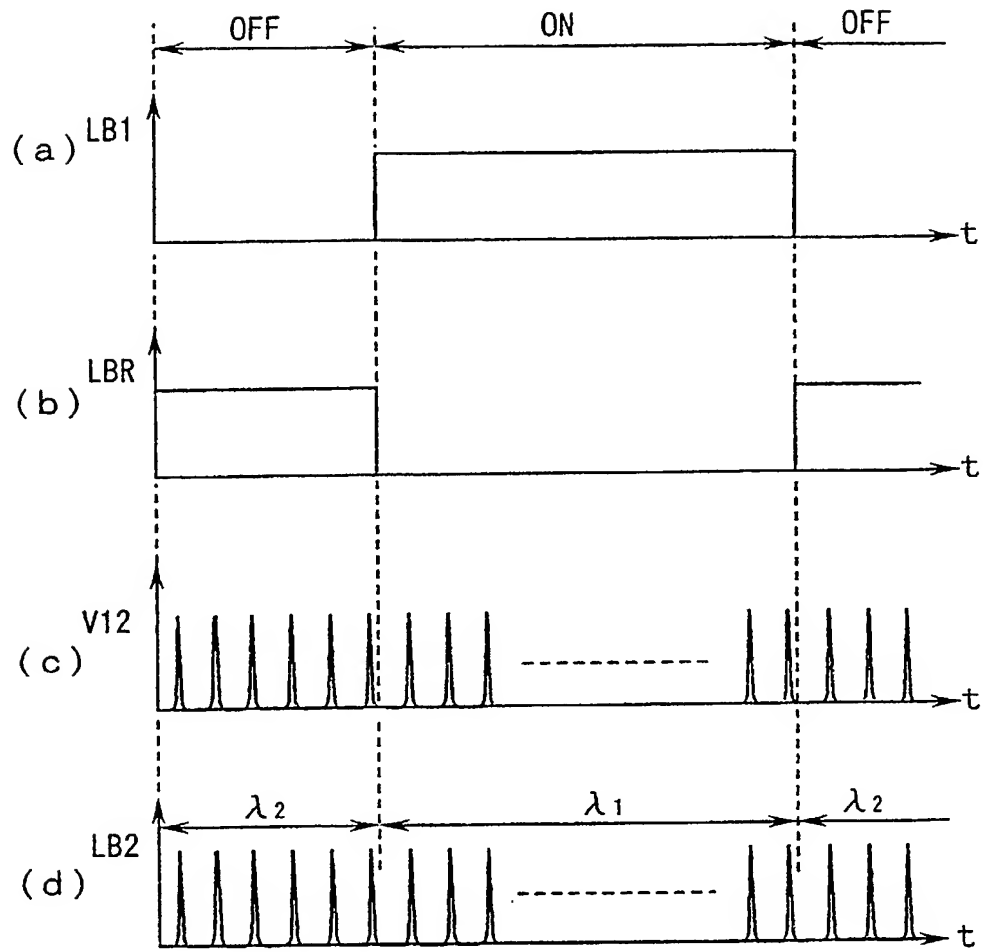 OFF ON OFF
(a) LB1
t
(b) LBR
t
(c) V12
t
λ2 λ1 λ2
(d) LB2
t